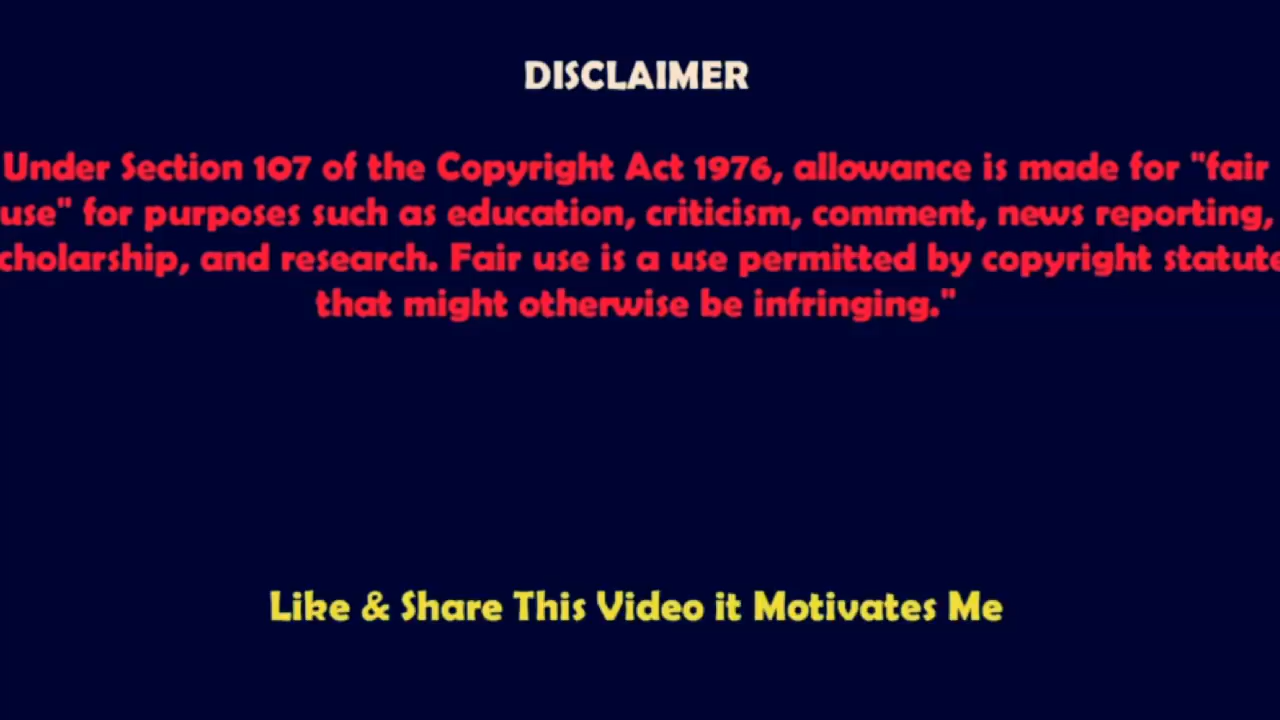 DISCLAIMER
Under Section 107 of the Copyright Act 1976, allowance is made for "fair
use" for purposes such as education, criticism, comment, news reporting,
cholarship, and research. Fair use is a use permitted by copyright statute
that might otherwise be infringing."
Like & Share This Video it Motivates Me